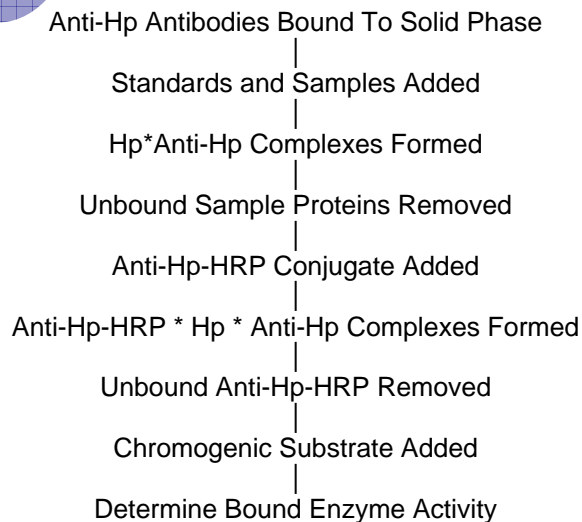 Anti-Hp Antibodies Bound To Solid Phase
Standards and Samples Added
Hp*Anti-Hp Complexes Formed
Unbound Sample Proteins Removed
Anti-Hp-HRP Conjugate Added
Anti-Hp-HRP * Hp * Anti-Hp Complexes Formed
Unbound Anti-Hp-HRP Removed
Chromogenic Substrate Added
Determine Bound Enzyme Activity